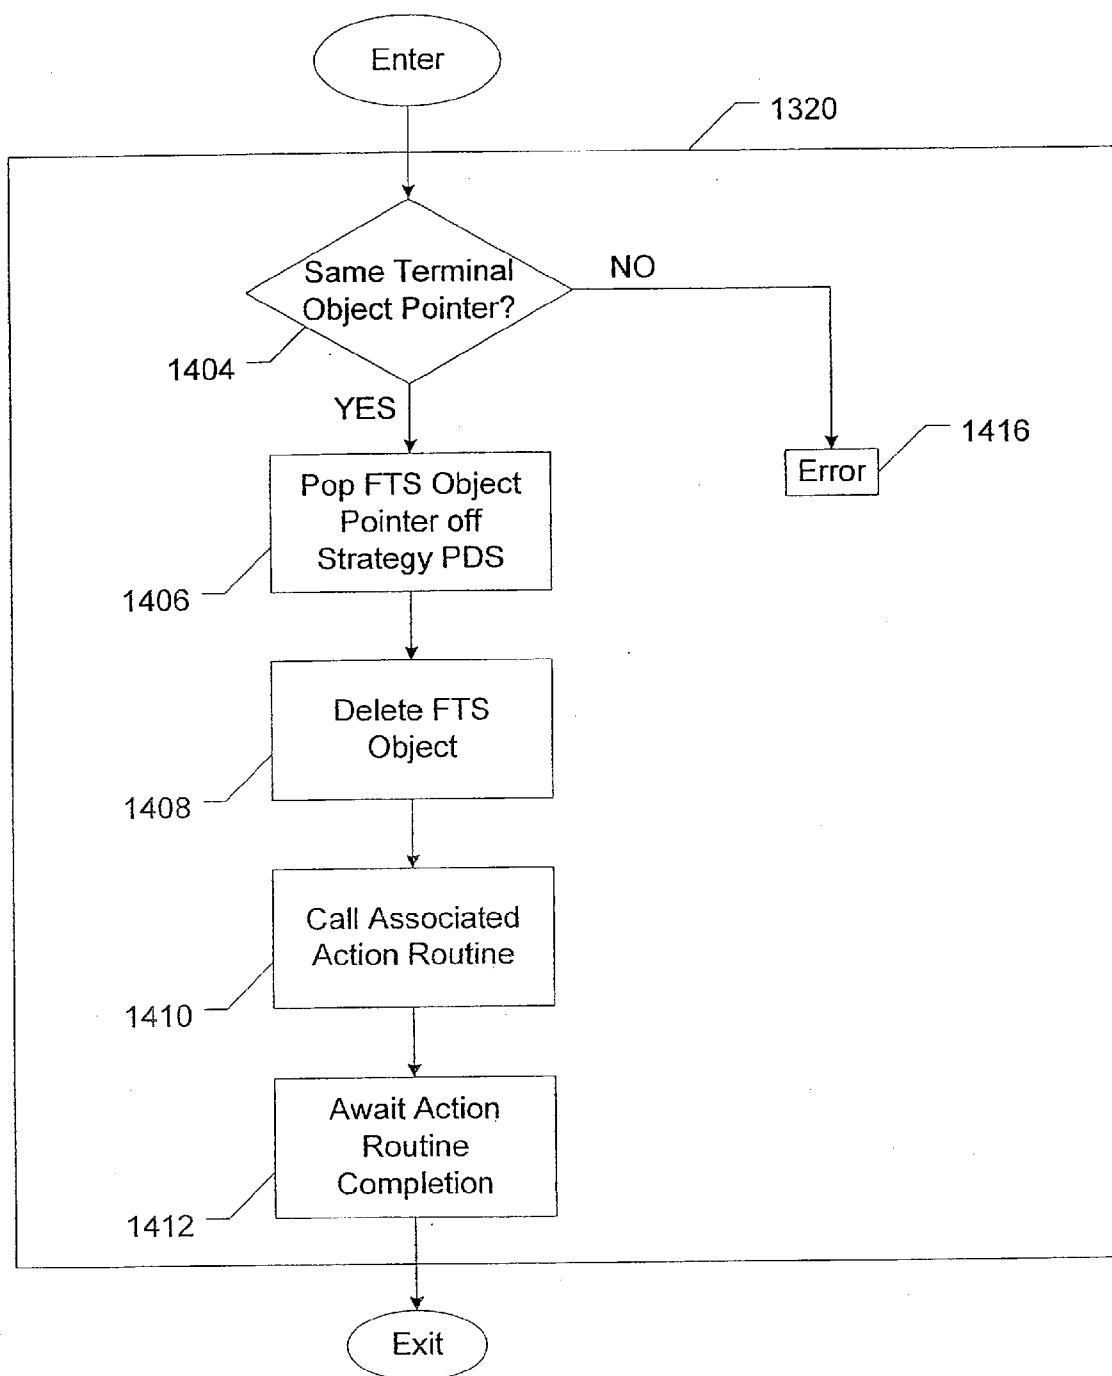 Enter
1320
Same Terminal
Object Pointer?
NO
1404
YES
1416
Error
Pop FTS Object
Pointer off
Strategy PDS
1406
Delete FTS
Object
1408
Call Associated
Action Routine
1410
Await Action
Routine
Completion
1412
Exit